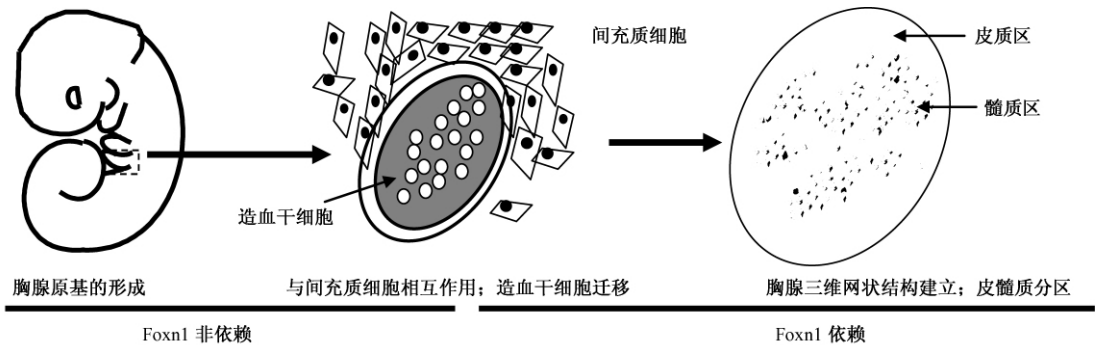 间充质细胞
皮质区
髓质区
造血干细胞
胸腺原基的形成
与间充质细胞相互作用；造血干细胞迁移
胸腺三维网状结构建立；皮髓质分区
Foxn1 非依赖
Foxn1 依赖